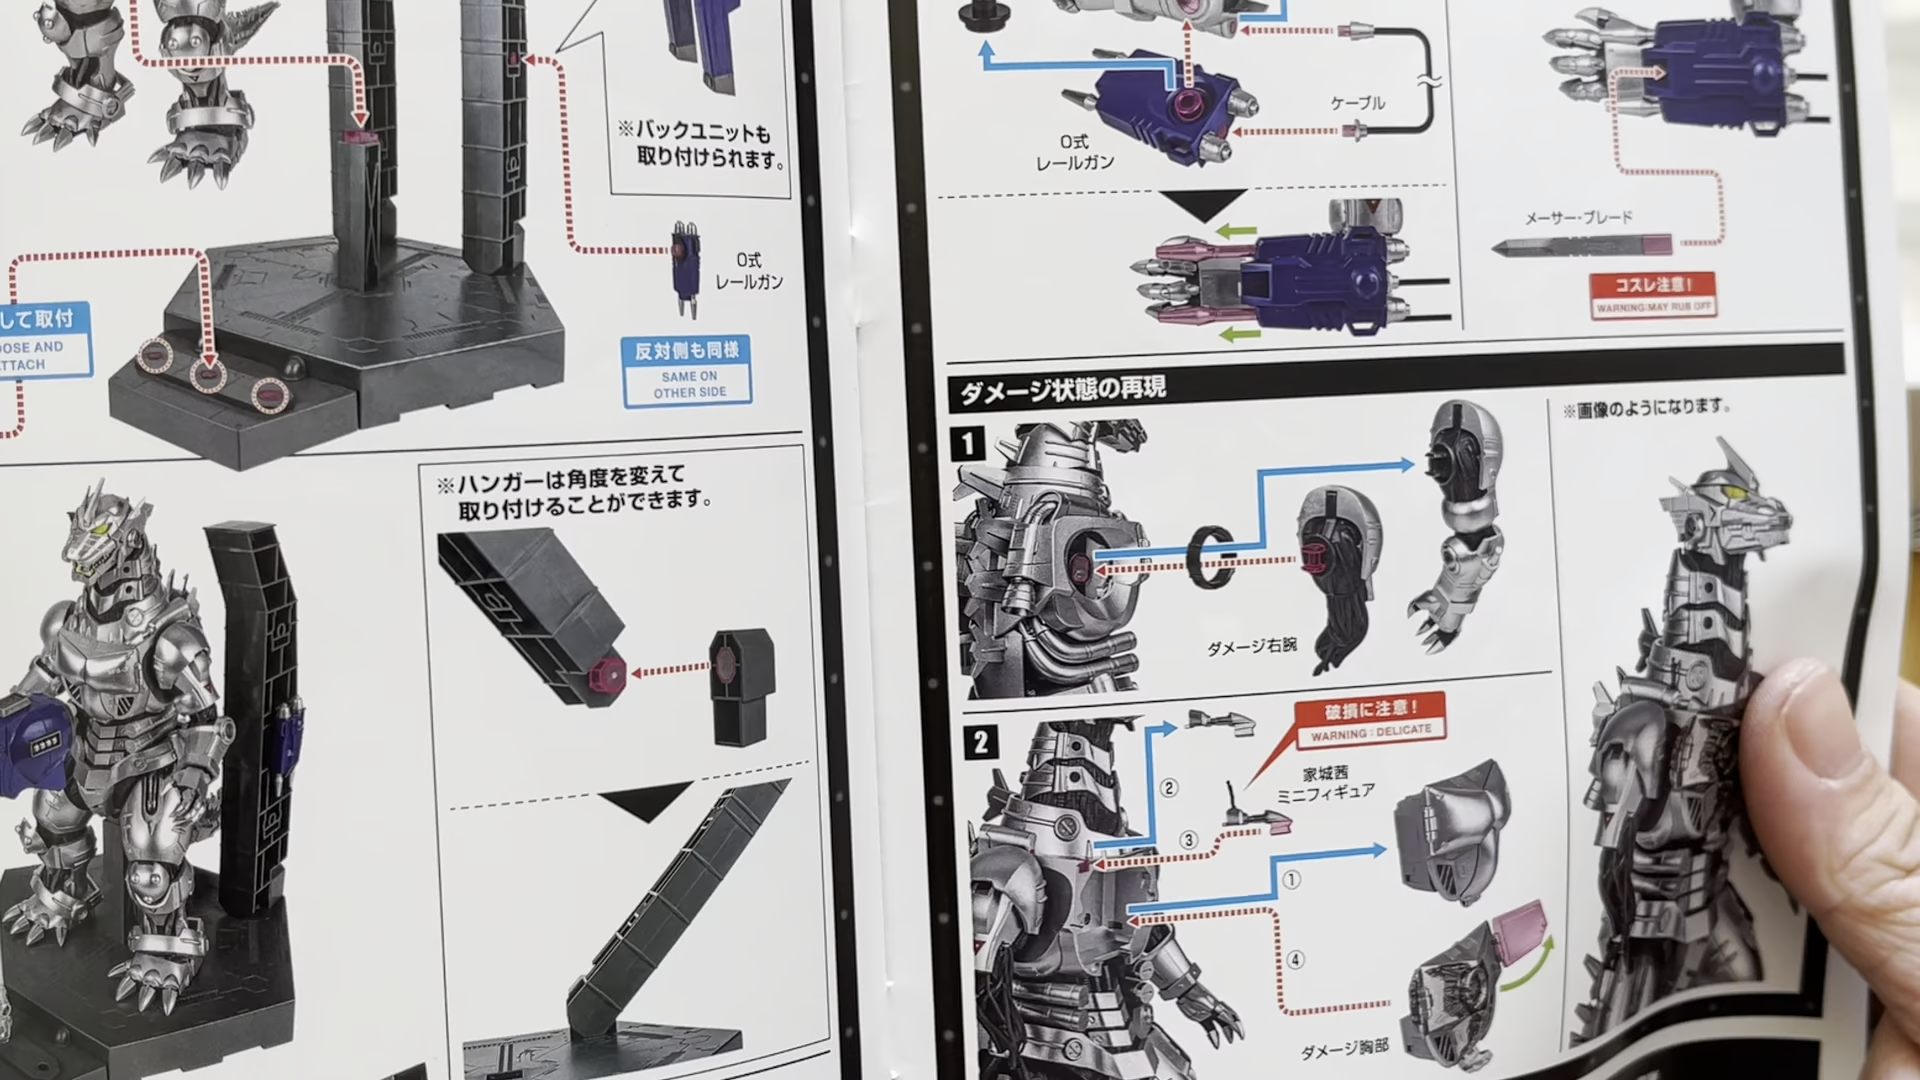 ※バックユニットも
取り付けられます。
O式
レールガン
して取付
OOSE AND
TTACH
反対側も同様
SAME ON
OTHER SIDE
※ハンガーは角度を変えて
取り付けることができます。
ケーブル
O式
レールガン
メーサー・ブレード
コスレ注意!
WARNING:MAY RUB OFF
ダメージ状態の再現
※画像のようになります。
1
ダメージ右腕
2
破損に注意!
WARNING:DELICATE
②
家城茜
ミニフィギュア
③
①
④
ダメージ胸部